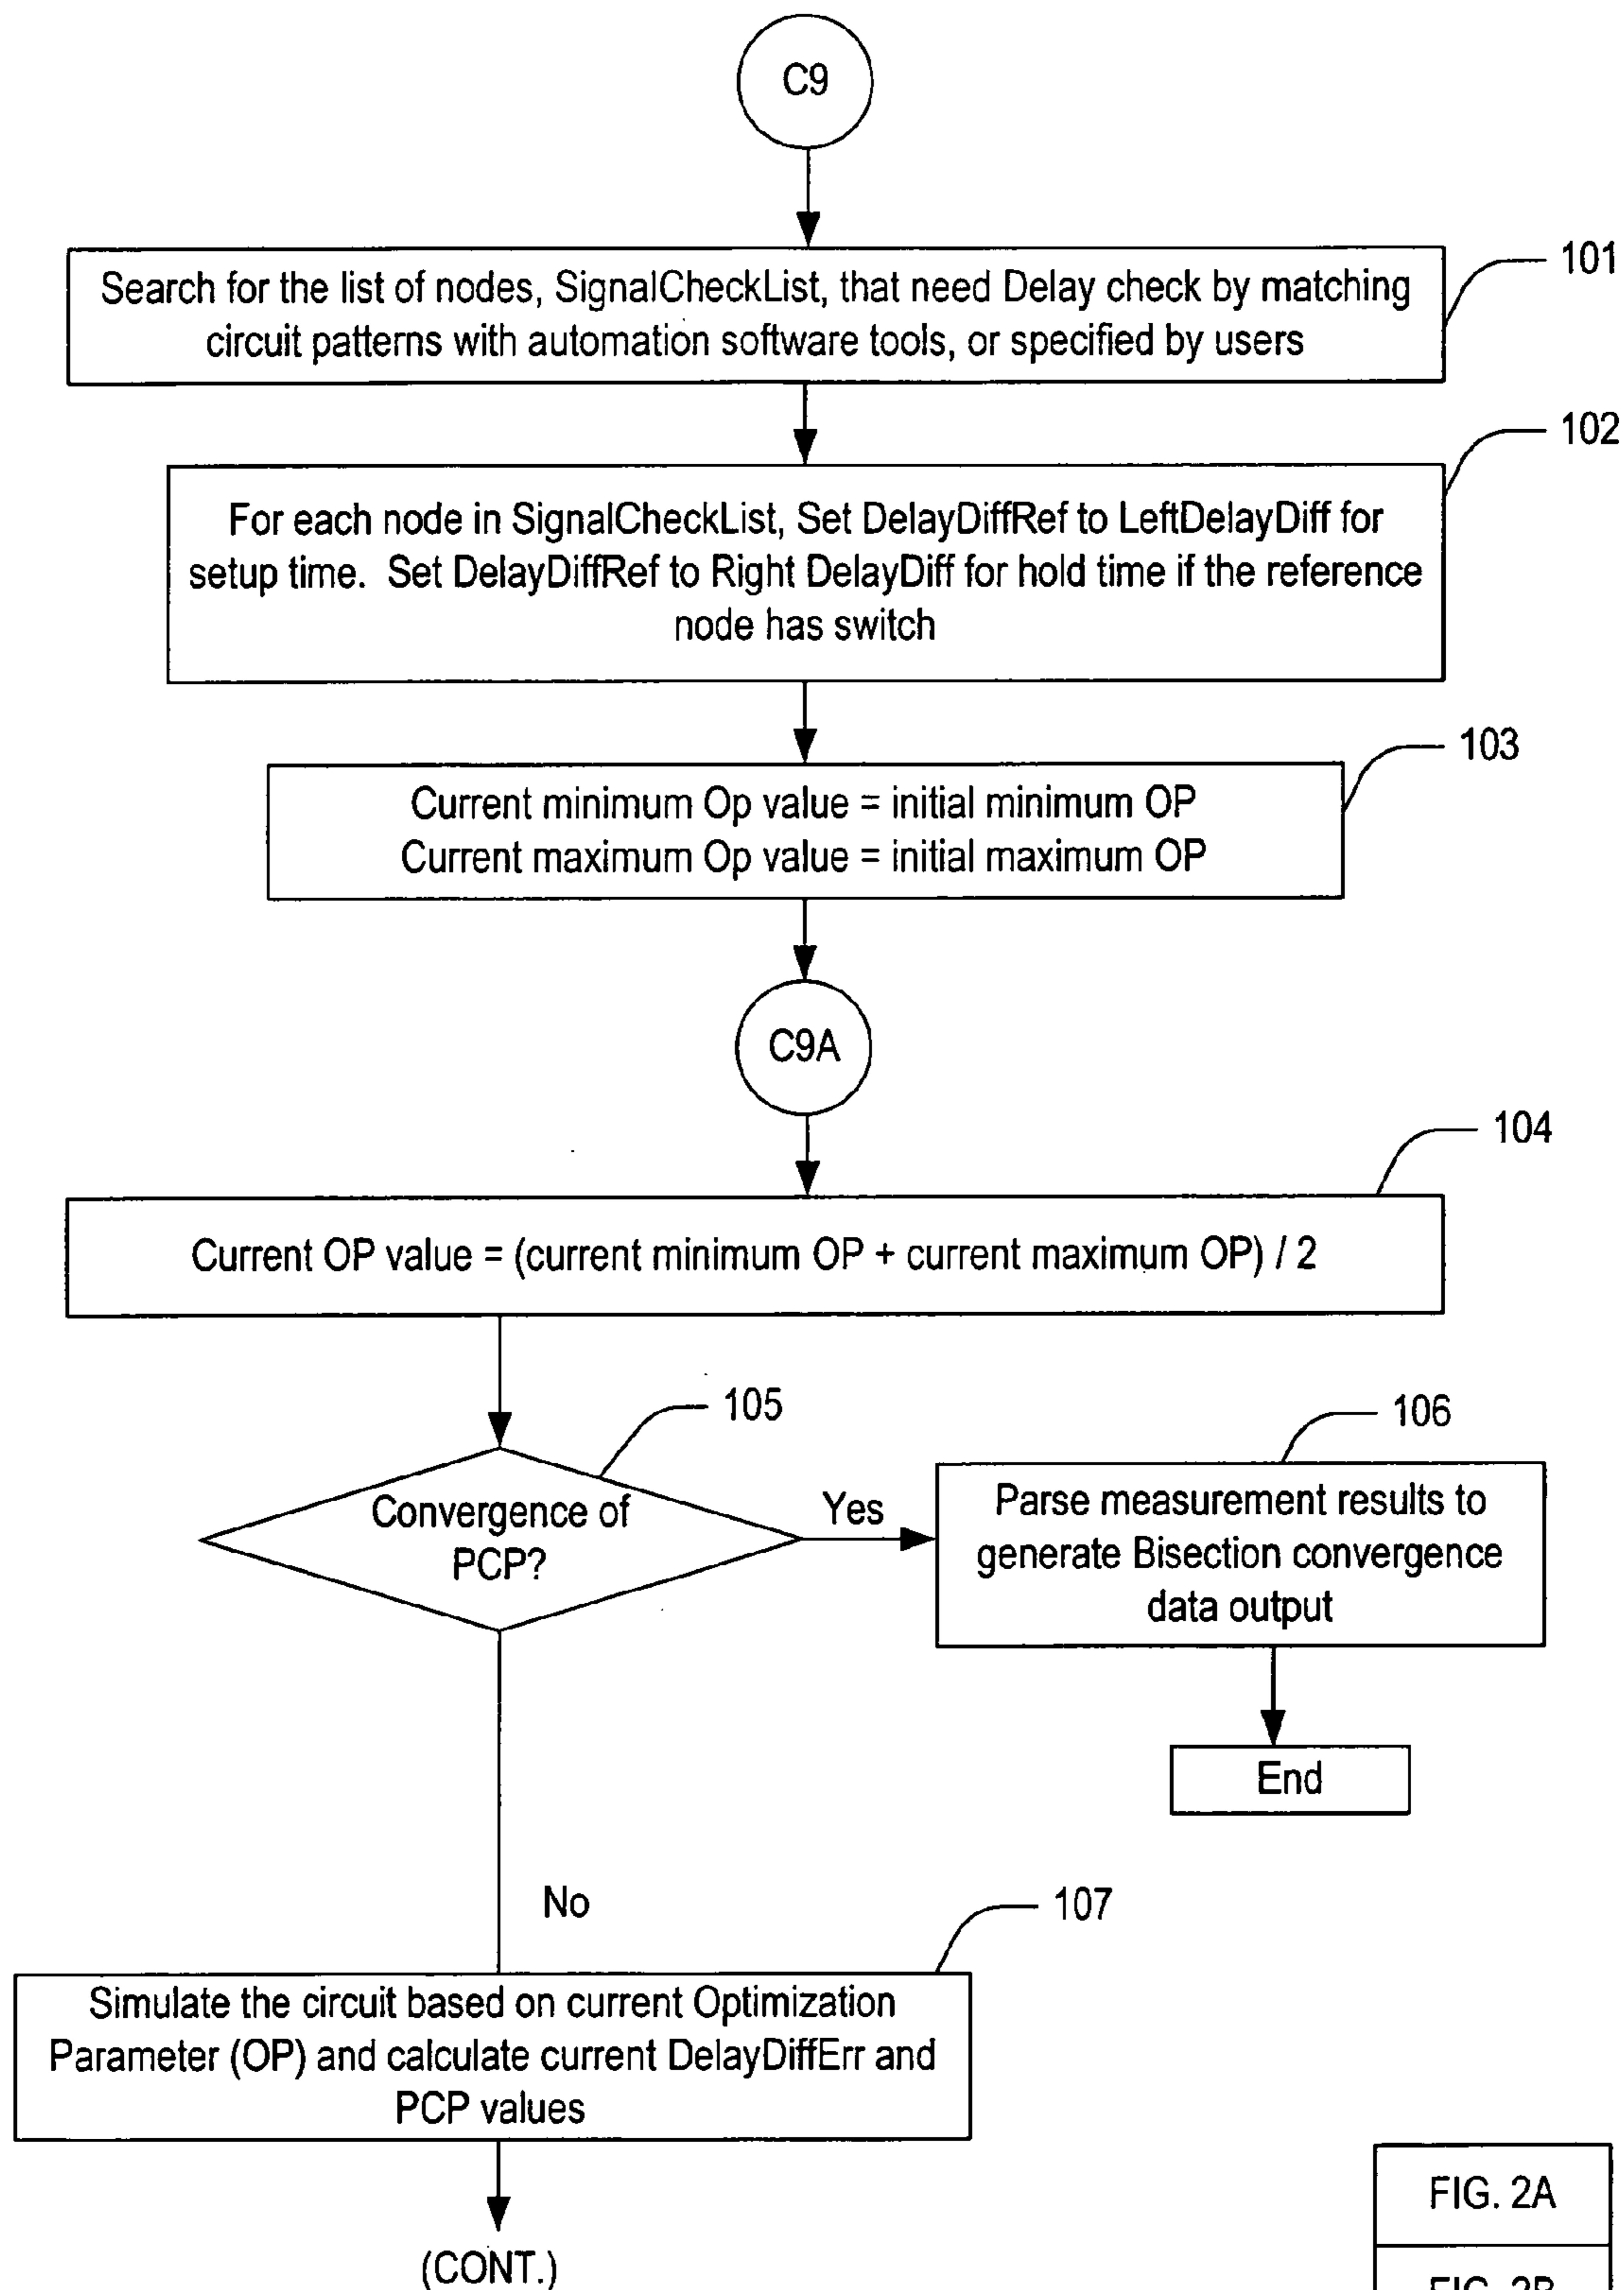 C9
101
Search for the list of nodes, SignalCheckList, that need Delay check by matching
circuit patterns with automation software tools, or specified by users
102
For each node in SignalCheckList, Set DelayDiffRef to LeftDelayDiff for
setup time. Set DelayDiffRef to Right DelayDiff for hold time if the reference
node has switch
103
Current minimum Op value = initial minimum OP
Current maximum Op value = initial maximum OP
C9A
104
Current OP value = (current minimum OP + current maximum OP) / 2
105
Convergence of
PCP?
Yes
106
Parse measurement results to
generate Bisection convergence
data output
End
No
107
Simulate the circuit based on current Optimization
Parameter (OP) and calculate current DelayDiffErr and
PCP values
(CONT.)
FIG. 2A
FIG. 2B